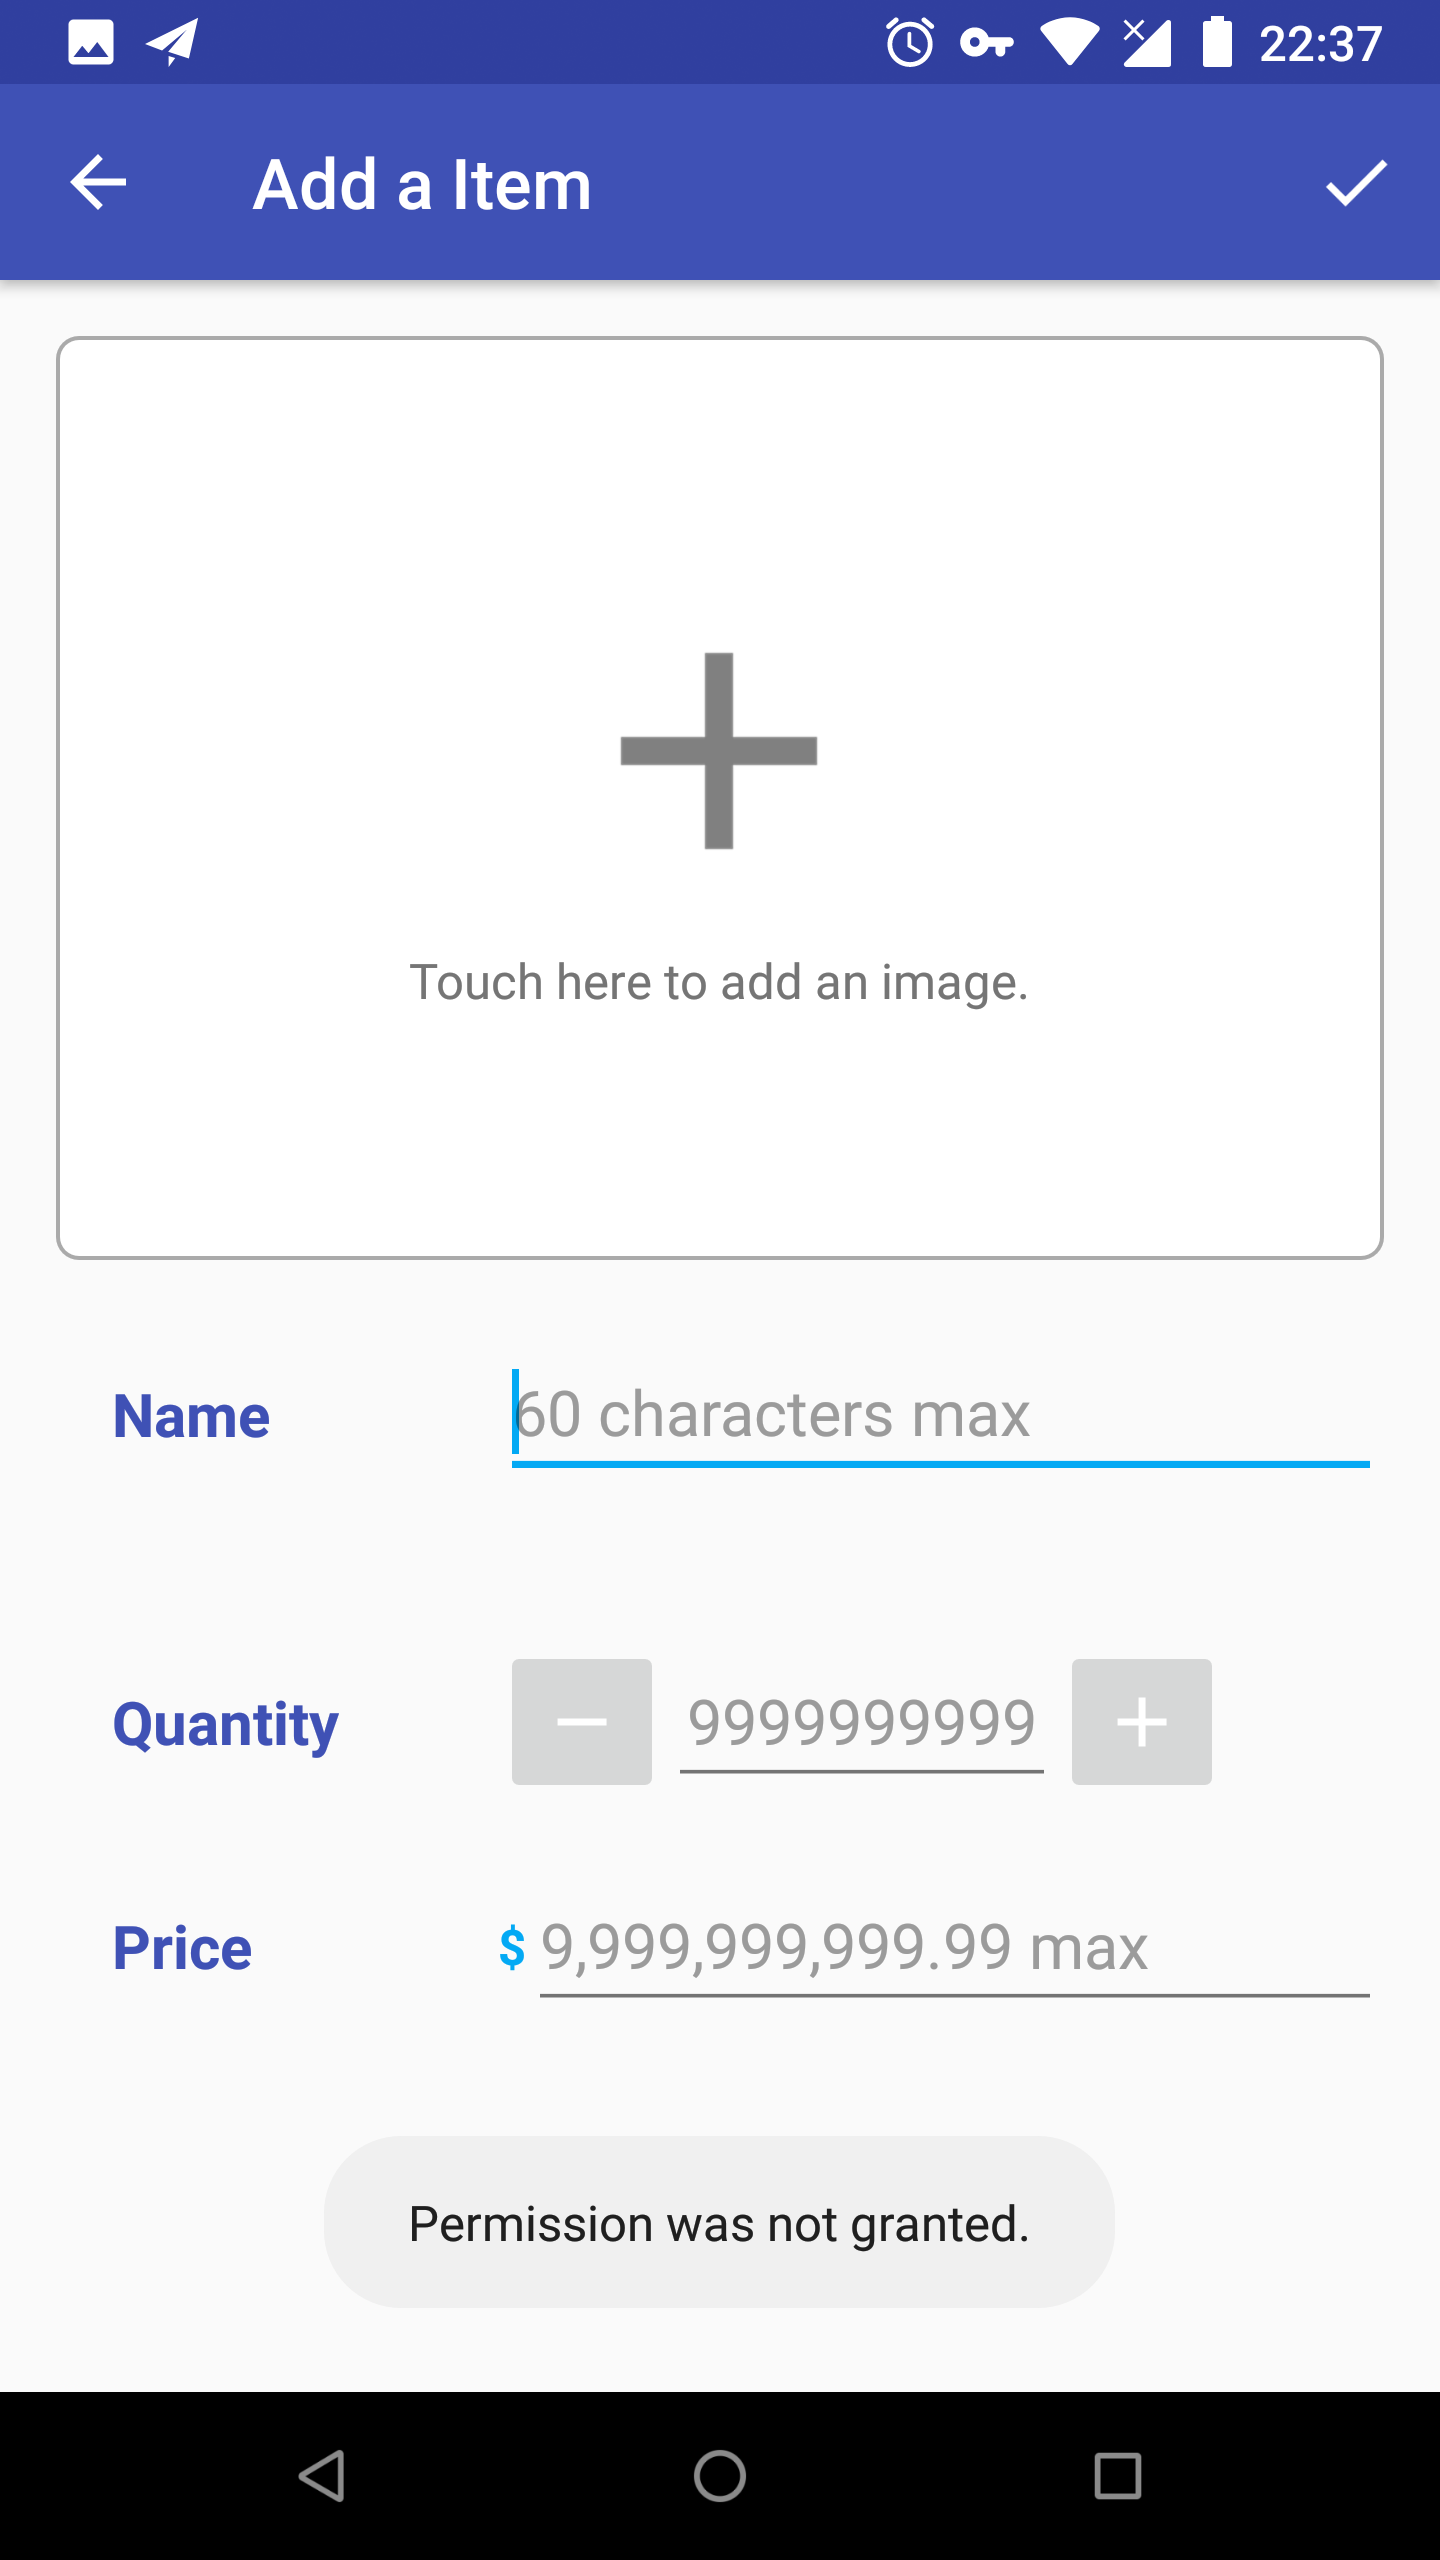 22:37
Add a Item
Touch here to add an image.
Name 60 characters max
Quantity 9999999999
Price $ 9,999,999,999.99 max
Permission was not granted.